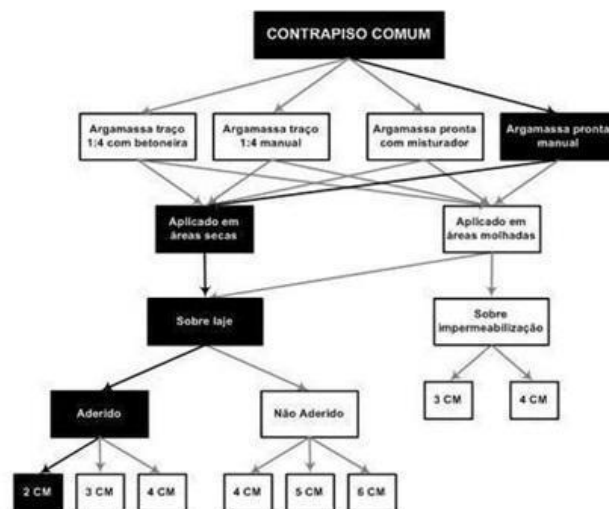 CONTRAPISO COMUM
Argamassa traço
1:4 com betoneira
Argamassa traço
1:4 manual
Argamassa pronta
com misturador
Argamassa pronta
manual
Aplicado em
áreas secas
Aplicado em
áreas molhadas
Sobre laje
Sobre
impermeabilização
3 CM
4 CM
Aderido
Não Aderido
2 CM
3 CM
4 CM
4 CM
5 CM
6 CM